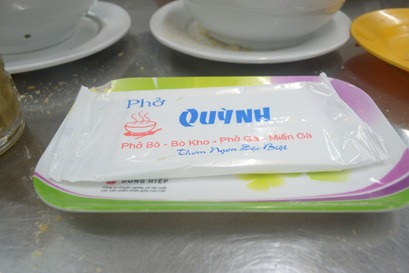 Phở
QUỲNH
Phở Bò - Bò Kho - Phở Gà - Miến Gà
Thơm Ngon Đặc Biệt